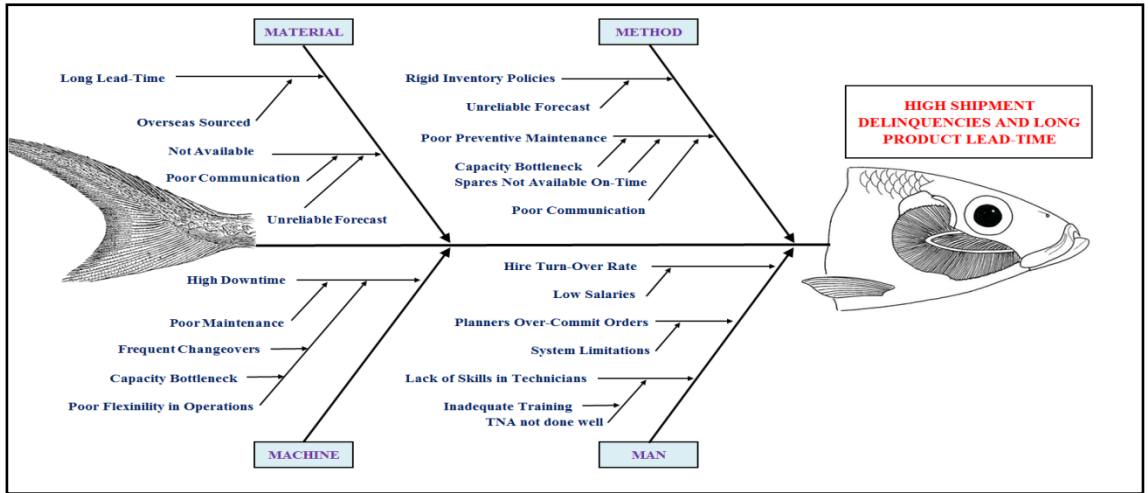 MATERIAL
METHOD
Long Lead-Time
Overseas Sourced
Not Available
Poor Communication
Unreliable Forecast
Rigid Inventory Policies
Unreliable Forecast
Poor Preventive Maintenance
Capacity Bottleneck
Spares Not Available On-Time
Poor Communication
HIGH SHIPMENT
DELINQUENCIES AND LONG
PRODUCT LEAD-TIME
High Downtime
Poor Maintenance
Frequent Changeovers
Capacity Bottleneck
Poor Flexinility in Operations
Hire Turn-Over Rate
Low Salaries
Planners Over-Commit Orders
System Limitations
Lack of Skills in Technicians
Inadequate Training
TNA not done well
MACHINE
MAN